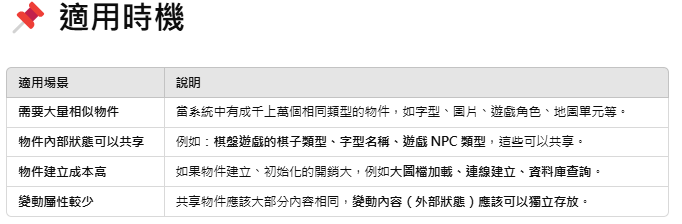 適用時機
適用場景 說明
需要大量相似物件 當系統中有成千上萬個相同類型的物件，如字型、圖片、遊戲角色、地圖單元等。
物件內部狀態可以共享 例如：棋盤遊戲的棋子類型、字型名稱、遊戲 NPC 類型，這些可以共享。
物件建立成本高 如果物件建立、初始化的開銷大，例如大圖檔加載、連線建立、資料庫查詢。
變動屬性較少 共享物件應該大部分內容相同，變動內容（外部狀態）應該可以獨立存放。